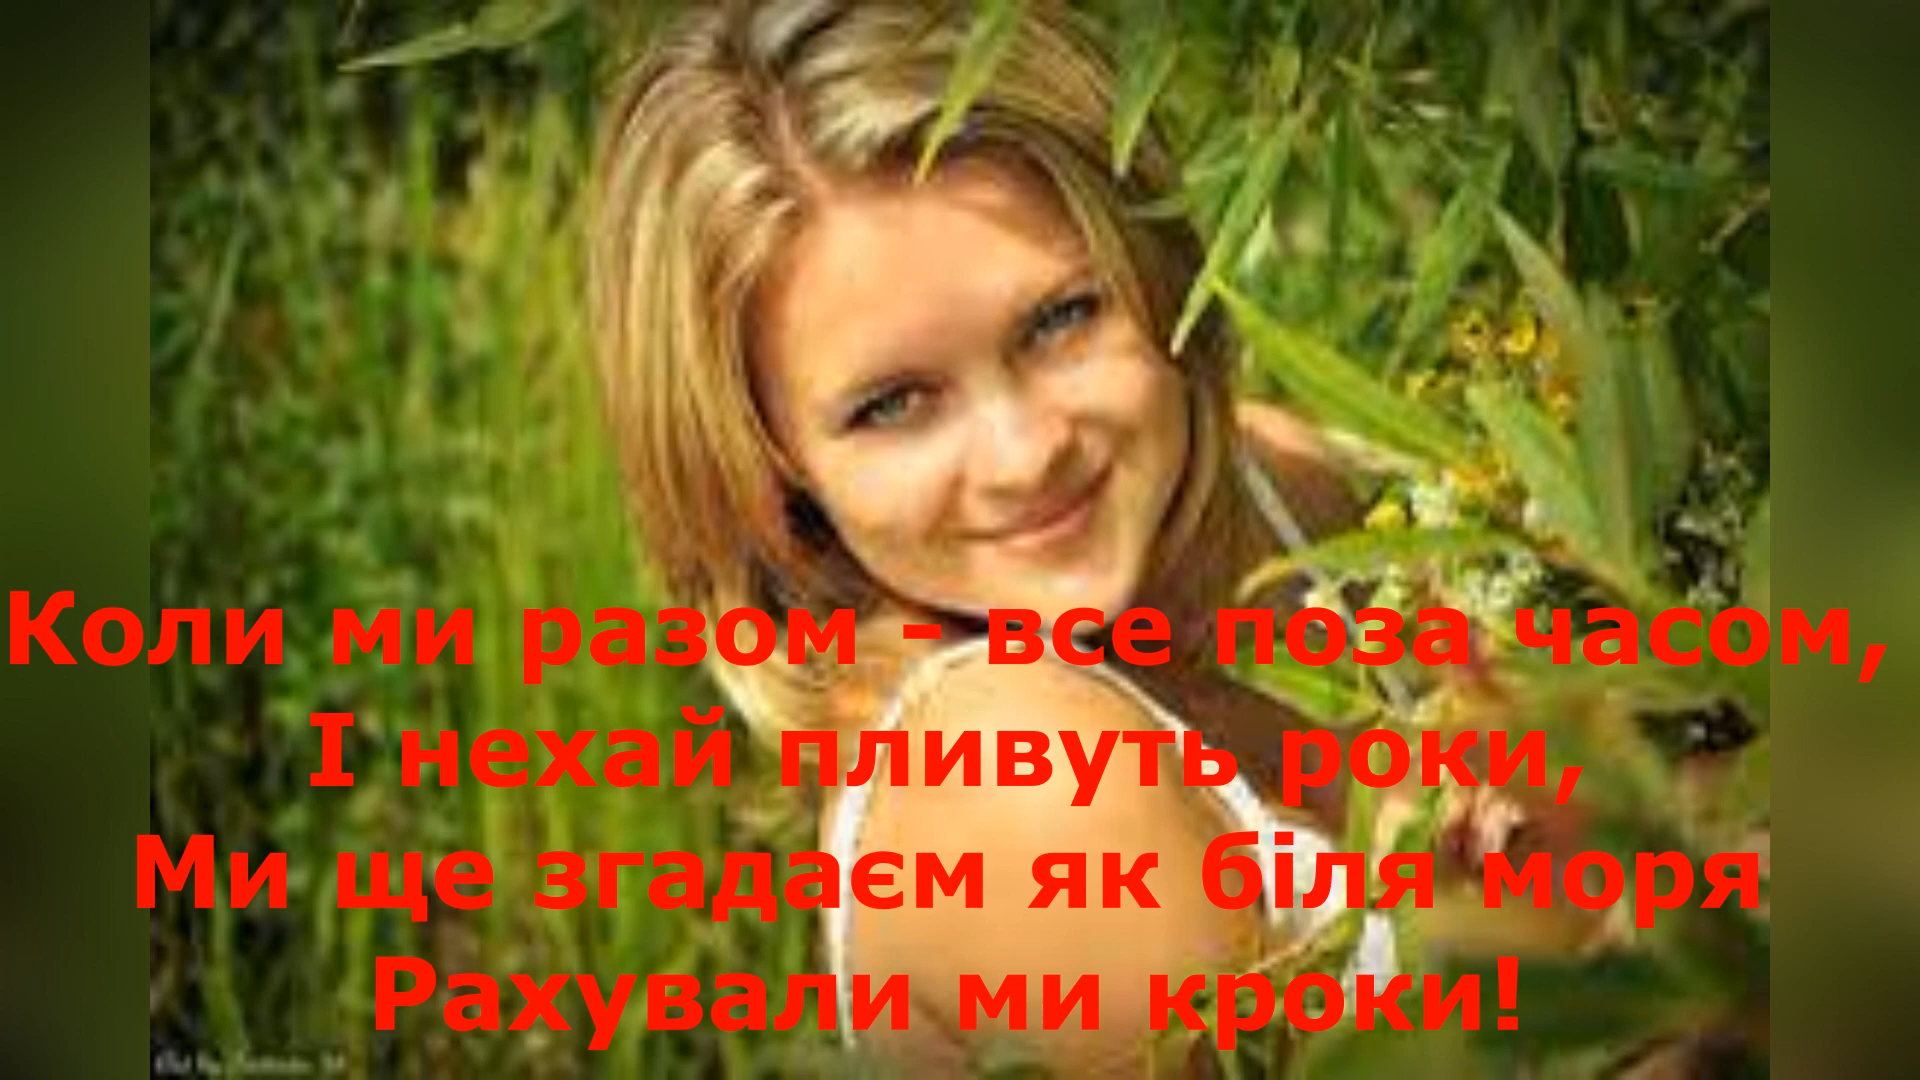 Коли ми разом - все поза часом,
І нехай пливуть роки,
Ми ще згадаєм як біля моря
Рахували ми кроки!